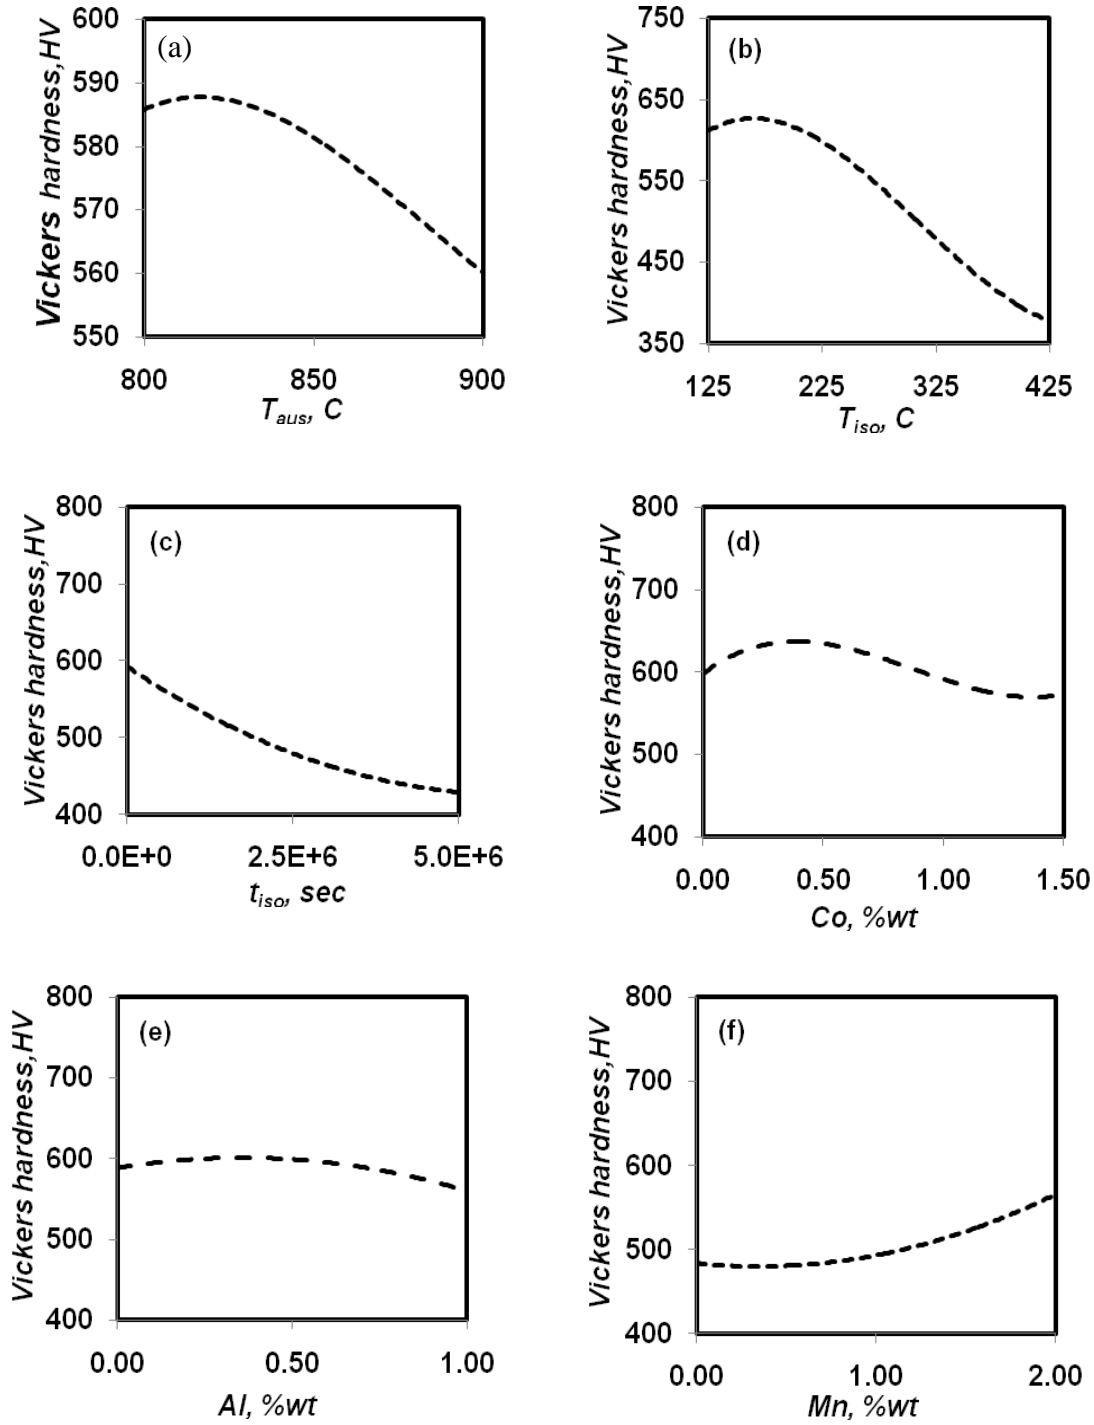 (a)
Vickers hardness,HV
600
590
580
570
560
550
800 850 900
T_aus, C
(b)
Vickers hardness,HV
750
650
550
450
350
125 225 325 425
T_iso, C
(c)
Vickers hardness,HV
800
700
600
500
400
0.0E+0 2.5E+6 5.0E+6
t_iso, sec
(d)
Vickers hardness,HV
800
700
600
500
400
0.00 0.50 1.00 1.50
Co, %wt
(e)
Vickers hardness,HV
800
700
600
500
400
0.00 0.50 1.00
Al, %wt
(f)
Vickers hardness,HV
800
700
600
500
400
0.00 1.00 2.00
Mn, %wt